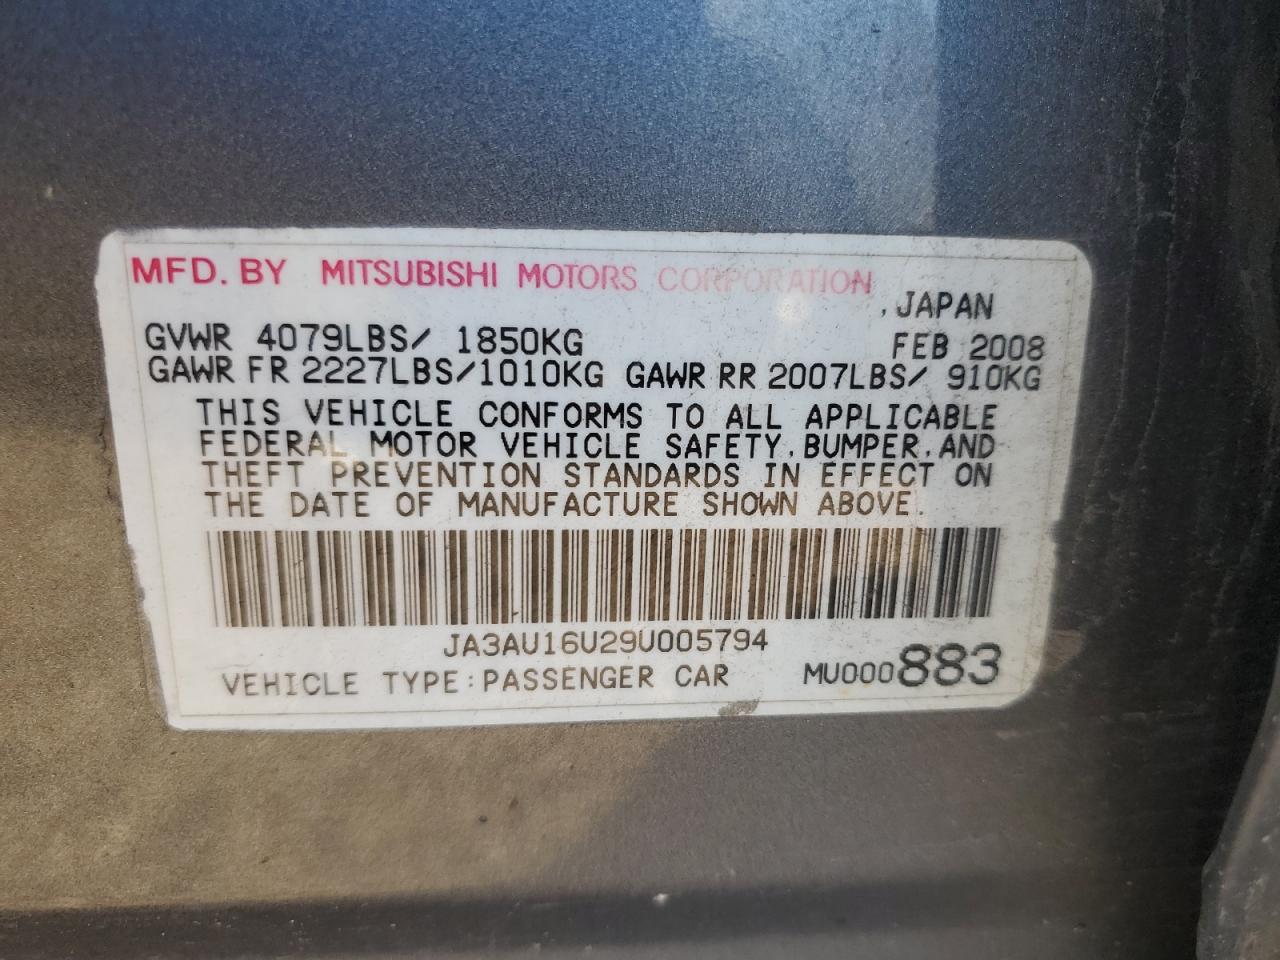 MFD. BY MITSUBISHI MOTORS CORPORATION
, JAPAN
GVWR 4079LBS/ 1850KG FEB 2008
GAWR FR 2227LBS/1010KG GAWR RR 2007LBS/ 910KG
THIS VEHICLE CONFORMS TO ALL APPLICABLE
FEDERAL MOTOR VEHICLE SAFETY, BUMPER, AND
THEFT PREVENTION STANDARDS IN EFFECT ON
THE DATE OF MANUFACTURE SHOWN ABOVE.
JA3AU16U29U005794
VEHICLE TYPE:PASSENGER CAR MU000883